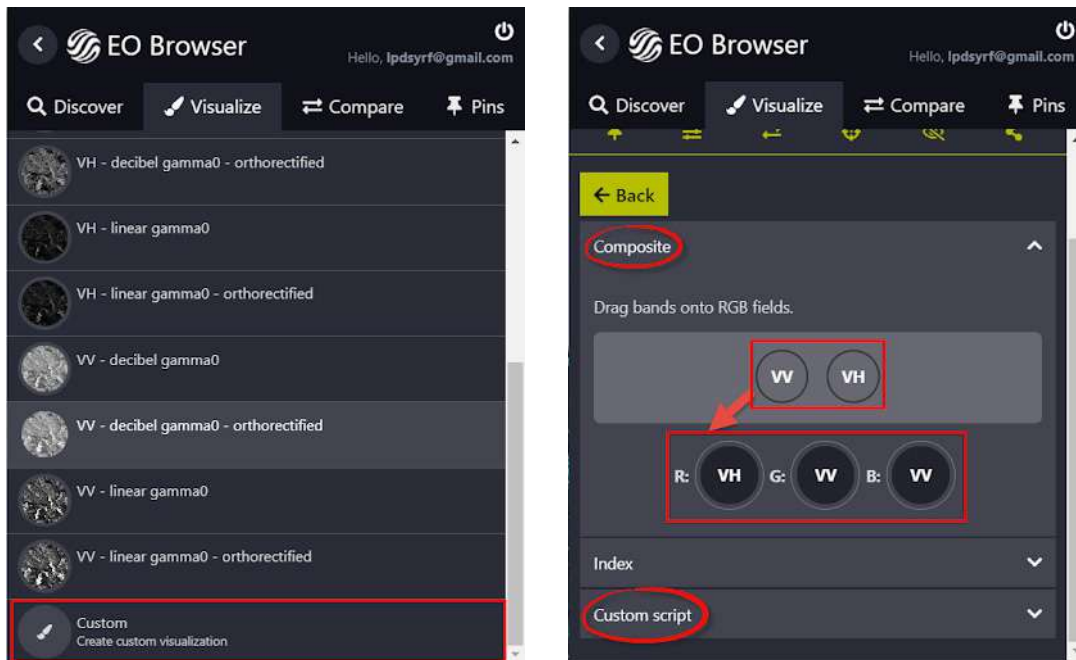 EO Browser
Hello, lpdsyrf@gmail.com
Discover Visualize Compare Pins
VH - decibel gamma0 - orthorectified
VH - linear gamma0
VH - linear gamma0 - orthorectified
VV - decibel gamma0
VV - decibel gamma0 - orthorectified
VV - linear gamma0
VV - linear gamma0 - orthorectified
Custom
Create custom visualization
EO Browser
Hello, lpdsyrf@gmail.com
Discover Visualize Compare Pins
Back
Composite
Drag bands onto RGB fields.
VV VH
R: VH G: VV B: VV
Index
Custom script